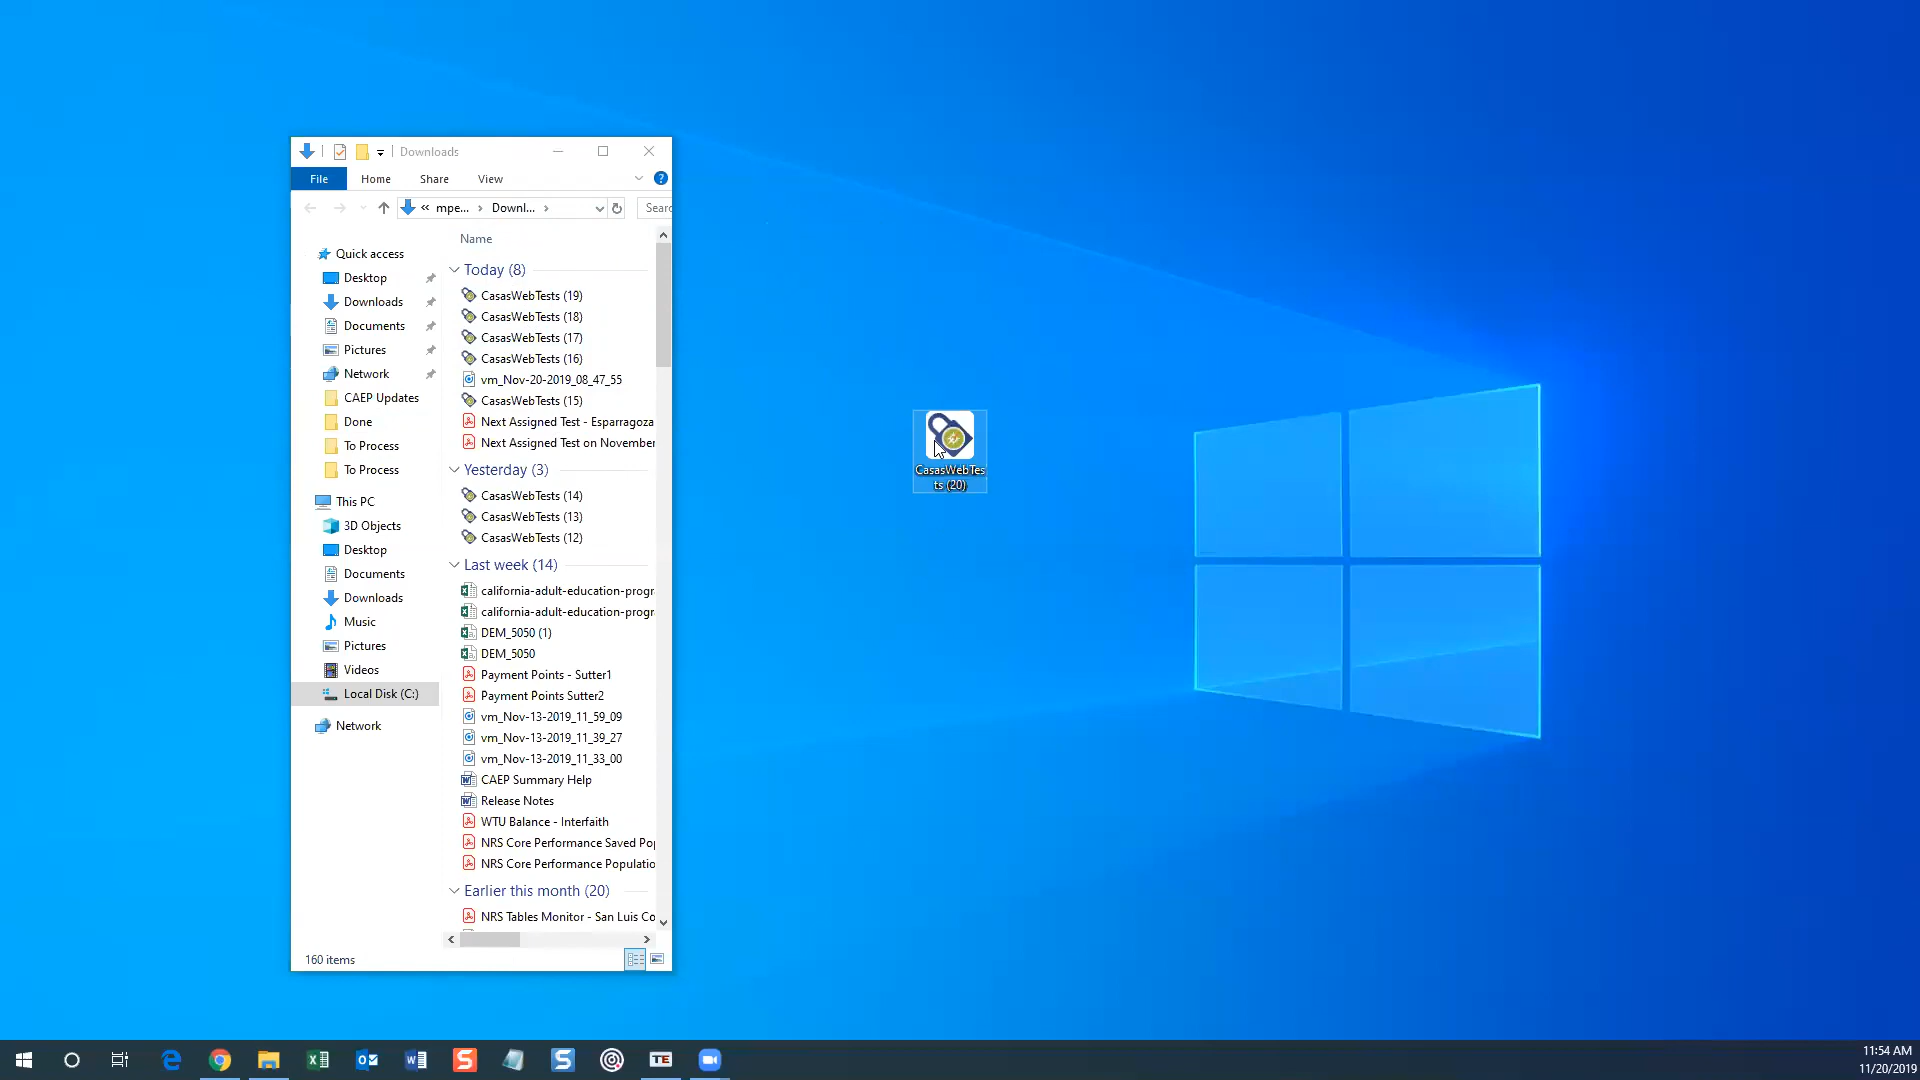 Downloads
File Home Share View
« mpe... › Downl... › Searc
Quick access
Desktop
Downloads
Documents
Pictures
Network
CAEP Updates
Done
To Process
To Process
This PC
3D Objects
Desktop
Documents
Downloads
Music
Pictures
Videos
Local Disk (C:)
Network
Name
Today (8)
CasasWebTests (19)
CasasWebTests (18)
CasasWebTests (17)
CasasWebTests (16)
vm_Nov-20-2019_08_47_55
CasasWebTests (15)
Next Assigned Test - Esparragoza
Next Assigned Test on November
Yesterday (3)
CasasWebTests (14)
CasasWebTests (13)
CasasWebTests (12)
Last week (14)
california-adult-education-progr
california-adult-education-progr
DEM_5050 (1)
DEM_5050
Payment Points - Sutter1
Payment Points Sutter2
vm_Nov-13-2019_11_59_09
vm_Nov-13-2019_11_39_27
vm_Nov-13-2019_11_33_00
CAEP Summary Help
Release Notes
WTU Balance - Interfaith
NRS Core Performance Saved Pop
NRS Core Performance Populatio
Earlier this month (20)
NRS Tables Monitor - San Luis Co
160 items
CasasWebTes
ts (20)
TE
11:54 AM
11/20/2019